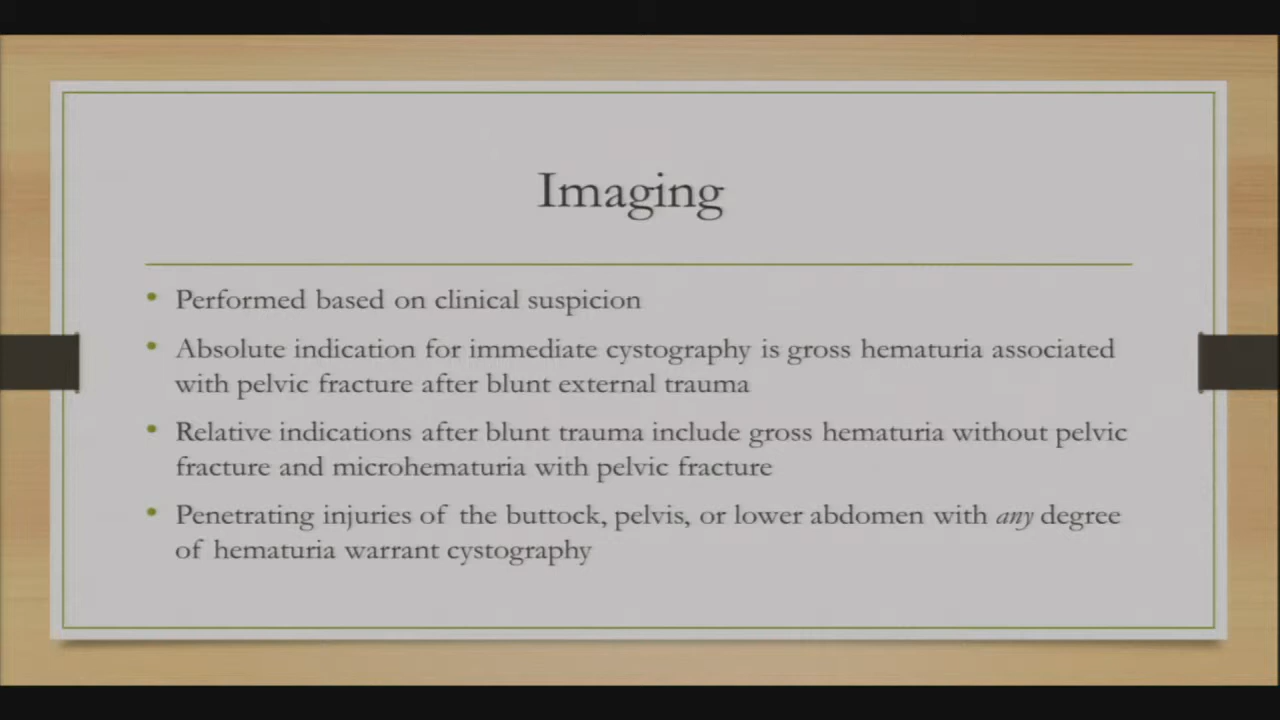 Imaging
• Performed based on clinical suspicion
• Absolute indication for immediate cystography is gross hematuria associated
with pelvic fracture after blunt external trauma
• Relative indications after blunt trauma include gross hematuria without pelvic
fracture and microhematuria with pelvic fracture
• Penetrating injuries of the buttock, pelvis, or lower abdomen with any degree
of hematuria warrant cystography